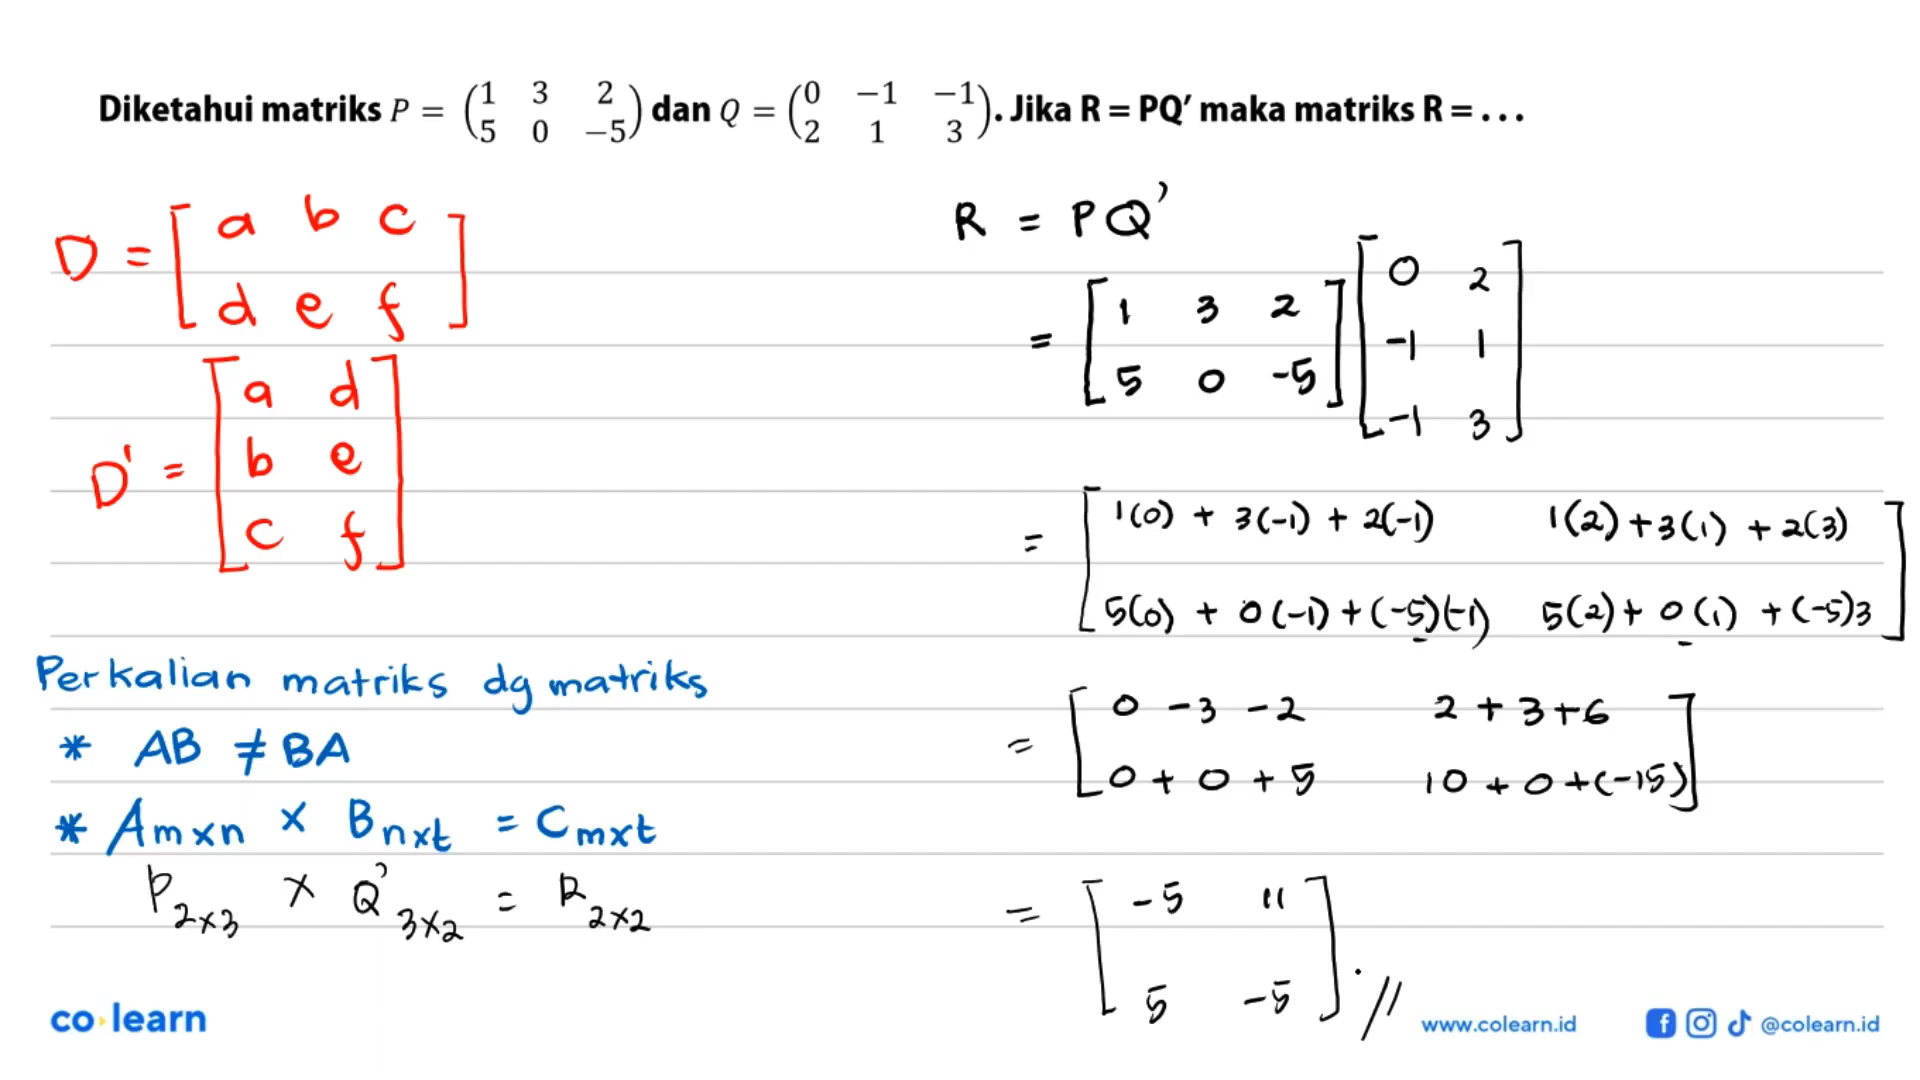 Diketahui matriks P = (1 3 2
5 0 −5) dan Q = (0 −1 −1
2 1 3). Jika R = PQ′ maka matriks R = . . .
D = [a b c
d e f]
D' = [a d
b e
c f]
Perkalian matriks dg matriks
* AB ≠ BA
* Amxn x Bnxt = Cmxt
P2x3 x Q'3x2 = R2x2
R = PQ'
= [1 3 2
5 0 -5] [0 2
-1 1
-1 3]
= [1(0) + 3(-1) + 2(-1) 1(2)+3(1) + 2(3)
5(0) + 0(-1) + (-5)(-1) 5(2)+ 0(1) + (-5)3]
= [0 - 3 - 2 2 + 3 + 6
0 + 0 + 5 10 + 0 + (-15)]
= [-5 11
5 -5] . //
co learn
www.colearn.id
@colearn.id